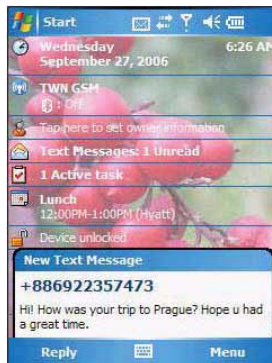 Start
Wednesday 6:26 AM
September 27, 2006
TWN GSM
: Off
Tap here to set owner information
Text Messages: 1 Unread
1 Active task
Lunch
12:00PM-1:00PM (Hyatt)
Device unlocked
New Text Message
+886922357473
Hi! How was your trip to Prague? Hope u had
a great time.
Reply Menu